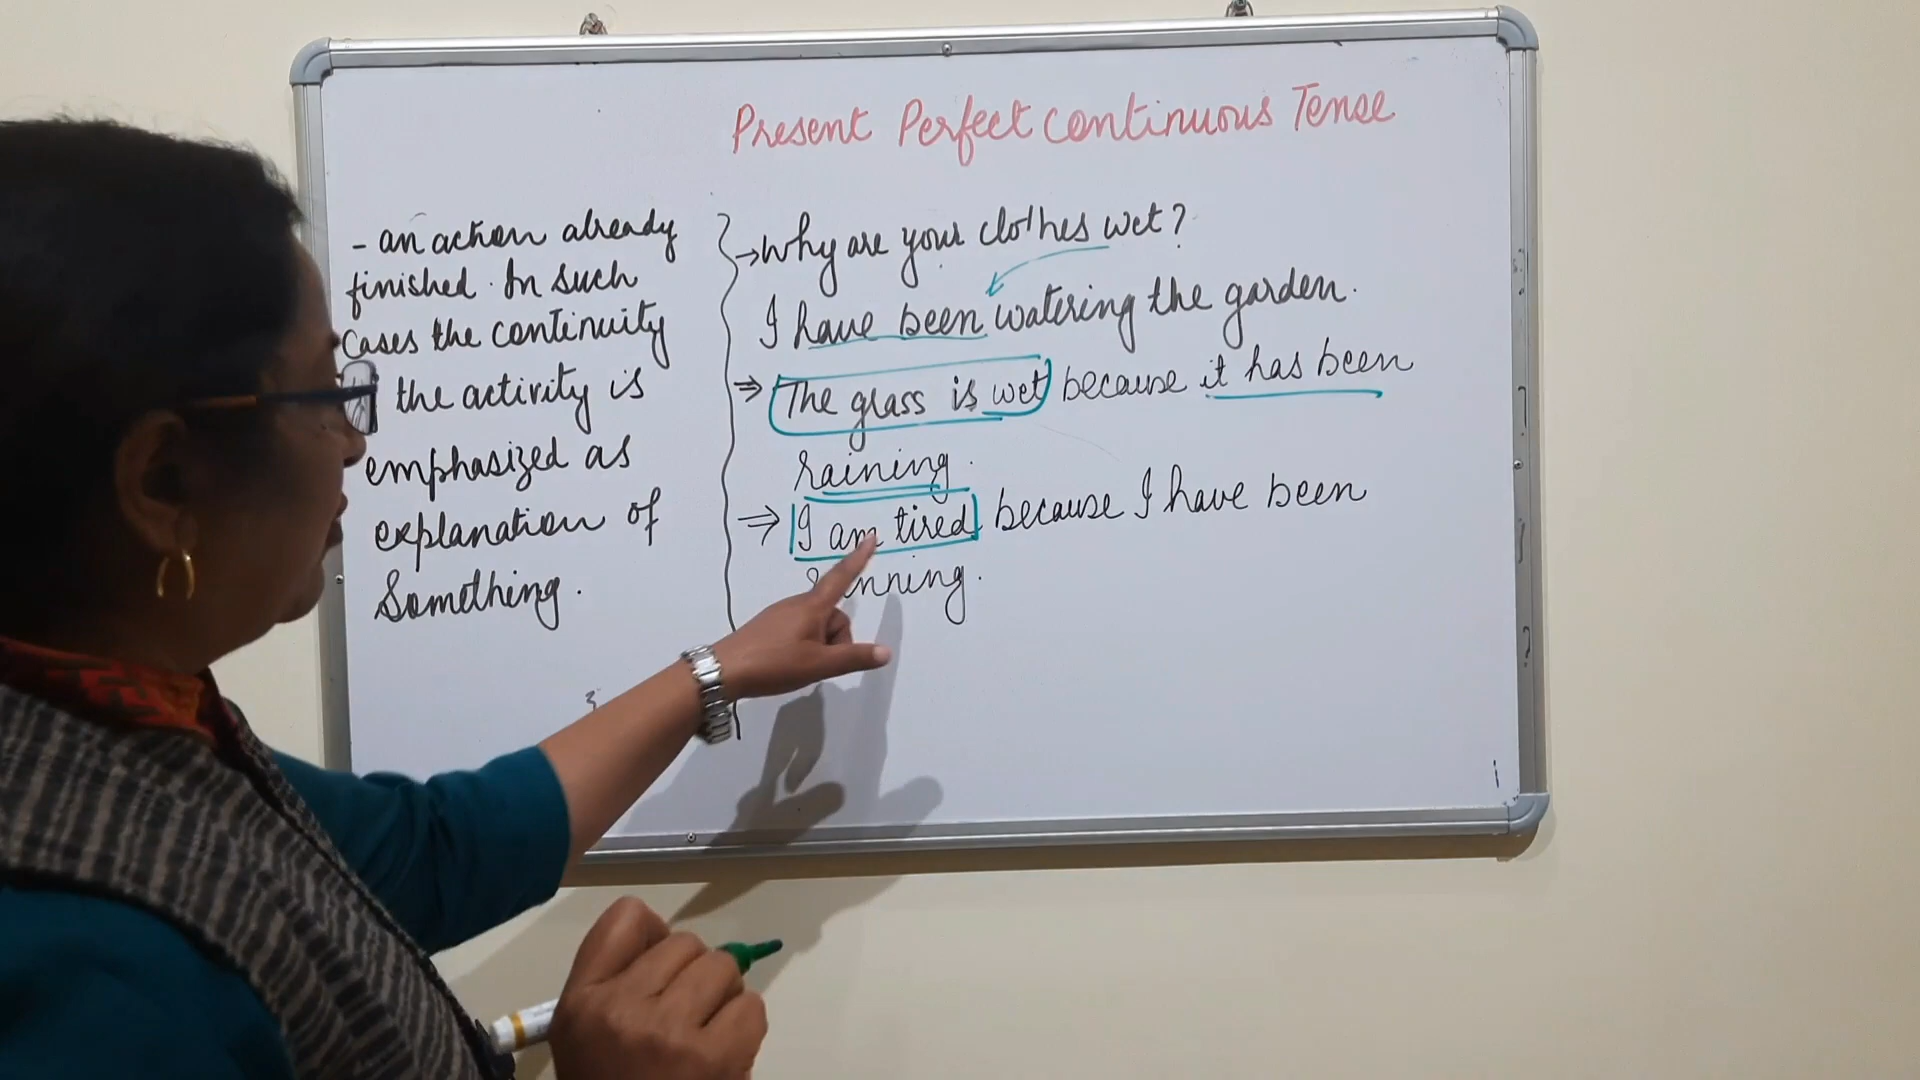 Present Perfect continuous Tense
- an action already
finished. In such
cases the continuity
the activity is
emphasized as
explanation of
Something.
→ Why are your clothes wet?
I have been watering the garden.
⇒ The grass is wet because it has been
raining.
⇒ I am tired because I have been
running.